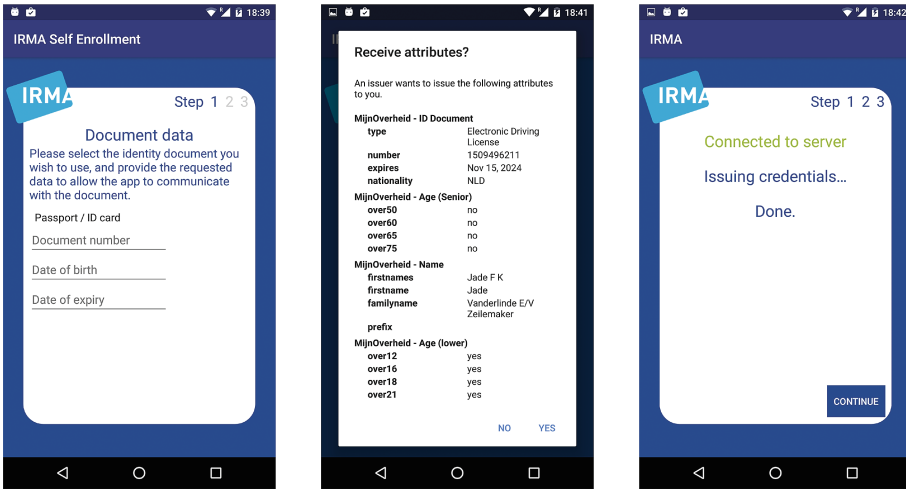 18:39
IRMA Self Enrollment
IRMA
Step 1 2 3
Document data
Please select the identity document you
wish to use, and provide the requested
data to allow the app to communicate
with the document.
Passport / ID card
Document number
Date of birth
Date of expiry
18:41
Receive attributes?
An issuer wants to issue the following attributes
to you.
MijnOverheid - ID Document
type Electronic Driving
License
number 1509496211
expires Nov 15, 2024
nationality NLD
MijnOverheid - Age (Senior)
over50 no
over60 no
over65 no
over75 no
MijnOverheid - Name
firstnames Jade F K
firstname Jade
familyname Vanderlinde E/V
Zeilemaker
prefix
MijnOverheid - Age (lower)
over12 yes
over16 yes
over18 yes
over21 yes
NO YES
18:42
IRMA
IRMA
Step 1 2 3
Connected to server
Issuing credentials...
Done.
CONTINUE